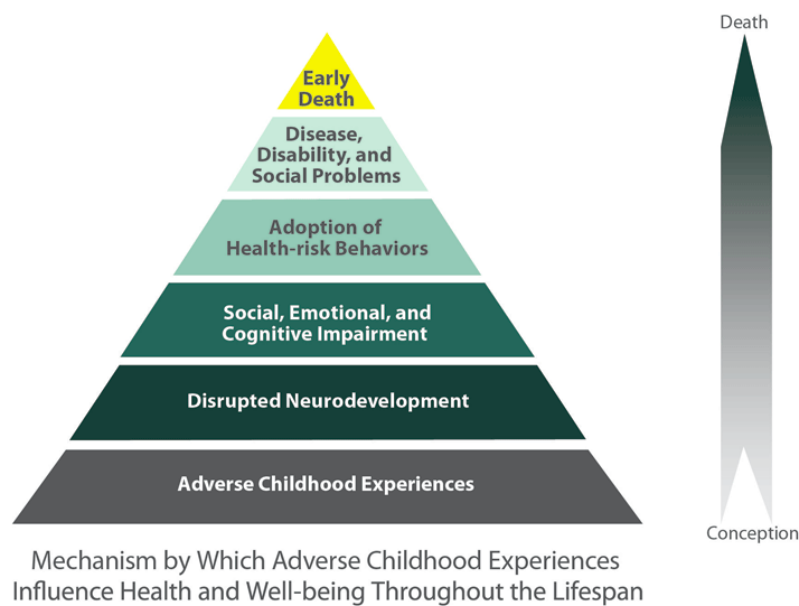 Death
Early
Death
Disease,
Disability, and
Social Problems
Adoption of
Health-risk Behaviors
Social, Emotional, and
Cognitive Impairment
Disrupted Neurodevelopment
Adverse Childhood Experiences
Conception
Mechanism by Which Adverse Childhood Experiences
Influence Health and Well-being Throughout the Lifespan